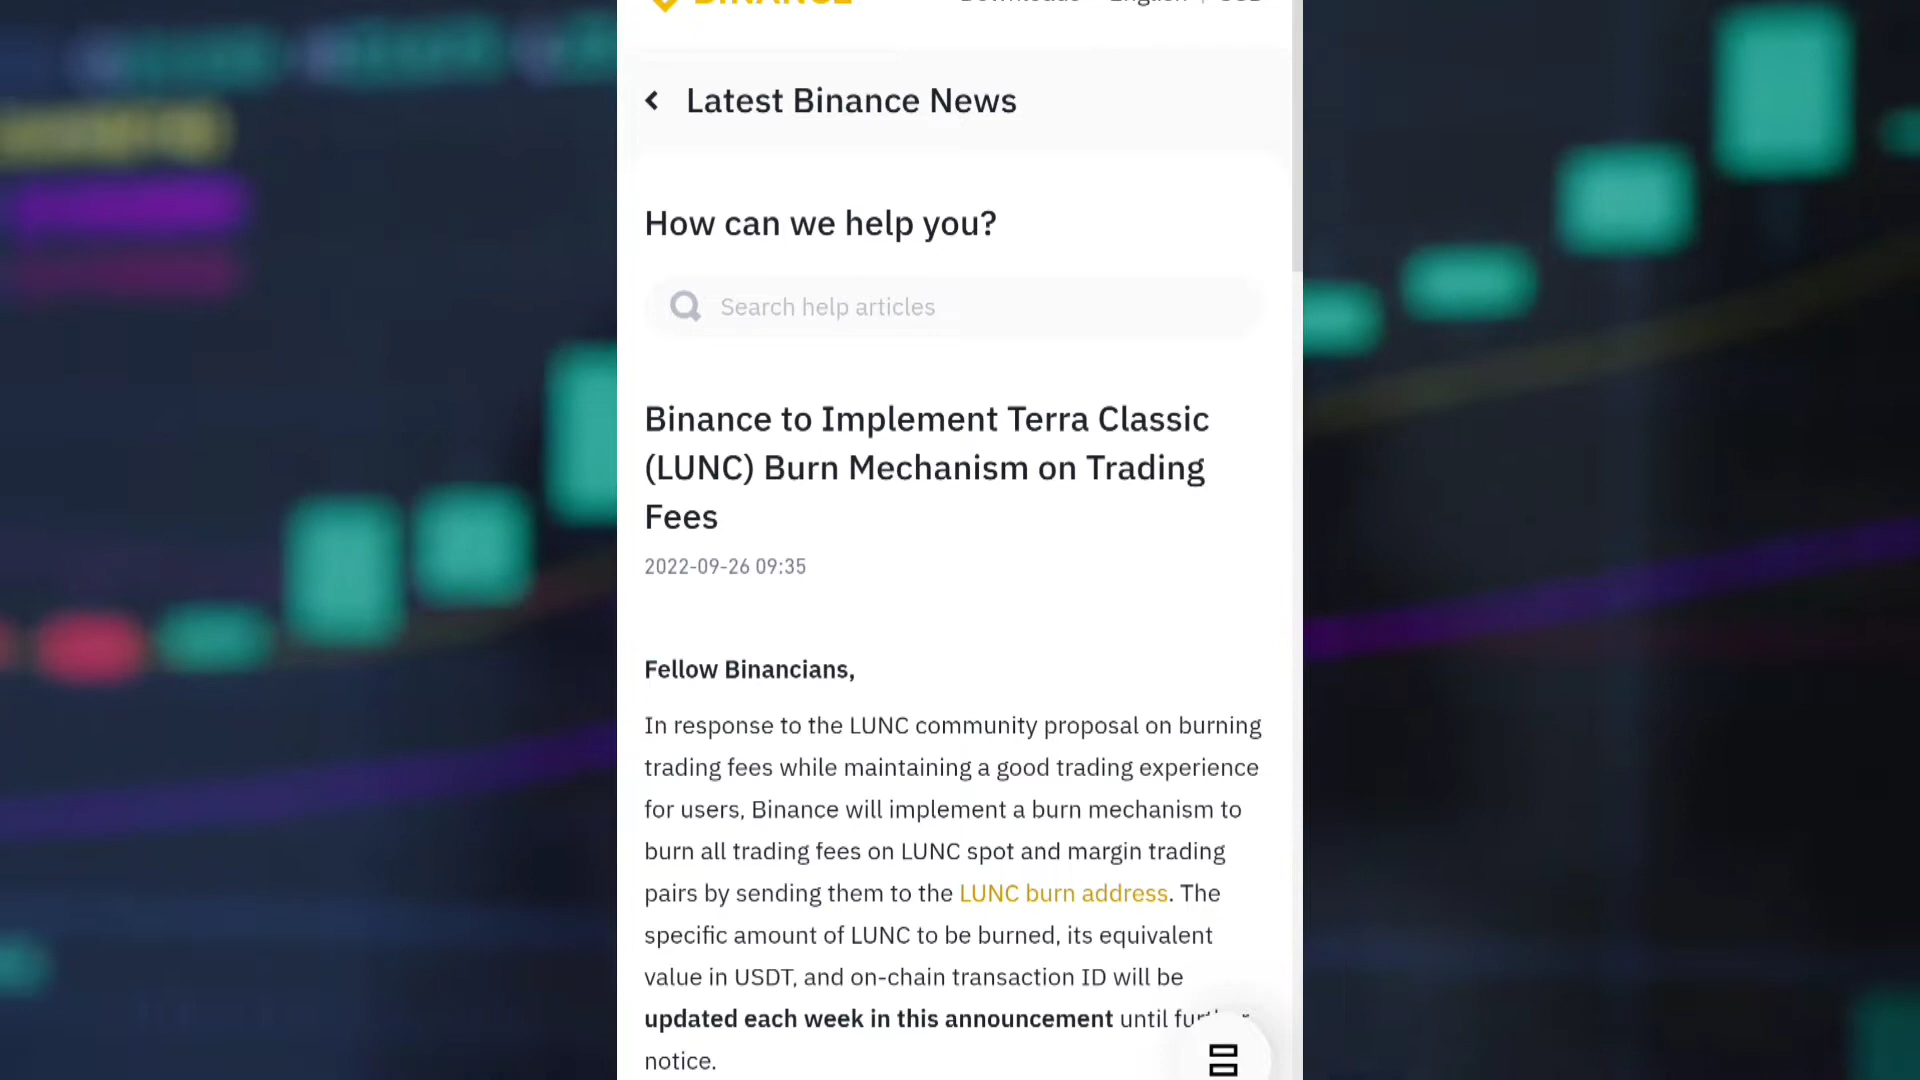 BINANCE
Downloads English | USD
Latest Binance News
How can we help you?
Search help articles
Binance to Implement Terra Classic
(LUNC) Burn Mechanism on Trading
Fees
2022-09-26 09:35
Fellow Binancians,
In response to the LUNC community proposal on burning
trading fees while maintaining a good trading experience
for users, Binance will implement a burn mechanism to
burn all trading fees on LUNC spot and margin trading
pairs by sending them to the LUNC burn address. The
specific amount of LUNC to be burned, its equivalent
value in USDT, and on-chain transaction ID will be
updated each week in this announcement until further
notice.